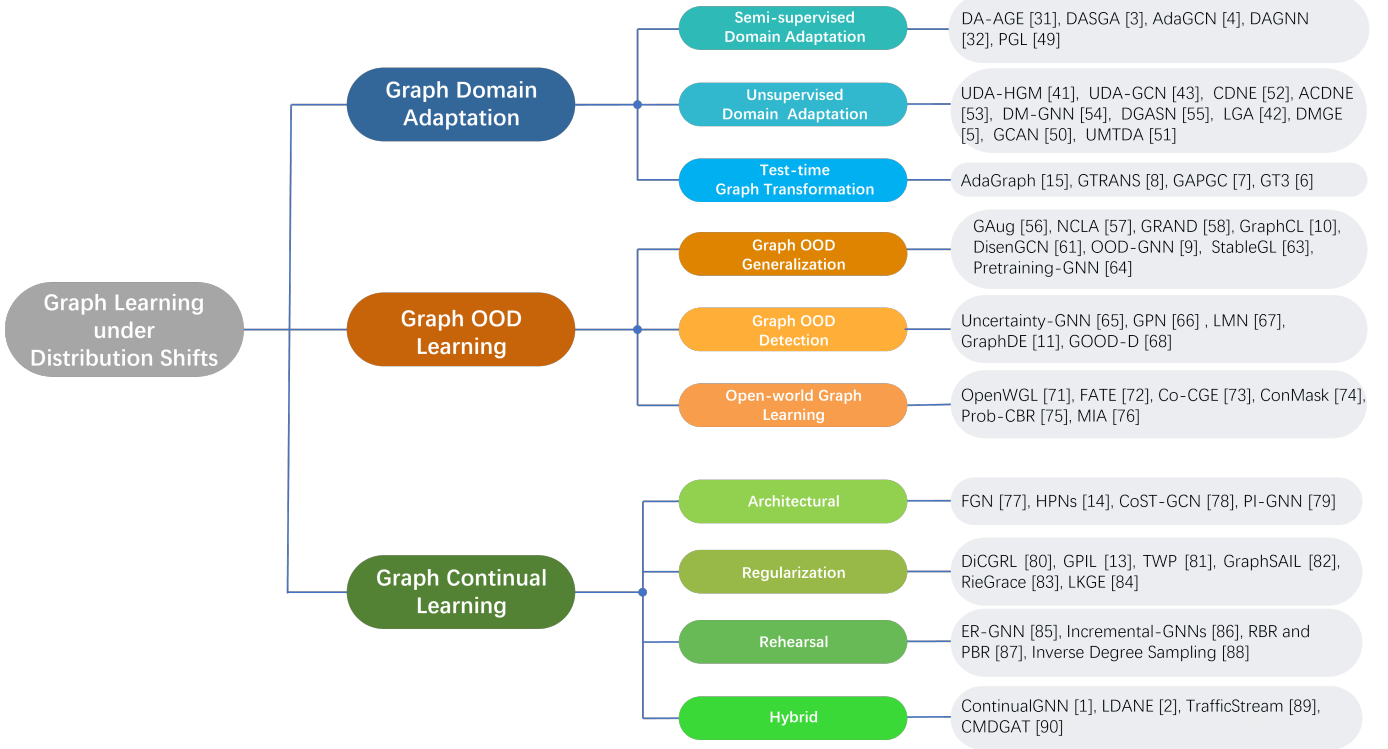 Graph Learning
under
Distribution Shifts
Graph Domain
Adaptation
Semi-supervised
Domain Adaptation
DA-AGE [31], DASGA [3], AdaGCN [4], DAGNN
[32], PGL [49]
Unsupervised
Domain Adaptation
UDA-HGM [41], UDA-GCN [43], CDNE [52], ACDNE
[53], DM-GNN [54], DGASN [55], LGA [42], DMGE
[5], GCAN [50], UMTDA [51]
Test-time
Graph Transformation
AdaGraph [15], GTRANS [8], GAPGC [7], GT3 [6]
Graph OOD
Learning
Graph OOD
Generalization
GAug [56], NCLA [57], GRAND [58], GraphCL [10],
DisenGCN [61], OOD-GNN [9], StableGL [63],
Pretraining-GNN [64]
Graph OOD
Detection
Uncertainty-GNN [65], GPN [66] , LMN [67],
GraphDE [11], GOOD-D [68]
Open-world Graph
Learning
OpenWGL [71], FATE [72], Co-CGE [73], ConMask [74],
Prob-CBR [75], MIA [76]
Graph Continual
Learning
Architectural
FGN [77], HPNs [14], CoST-GCN [78], PI-GNN [79]
Regularization
DiCGRL [80], GPIL [13], TWP [81], GraphSAIL [82],
RieGrace [83], LKGE [84]
Rehearsal
ER-GNN [85], Incremental-GNNs [86], RBR and
PBR [87], Inverse Degree Sampling [88]
Hybrid
ContinualGNN [1], LDANE [2], TrafficStream [89],
CMDGAT [90]